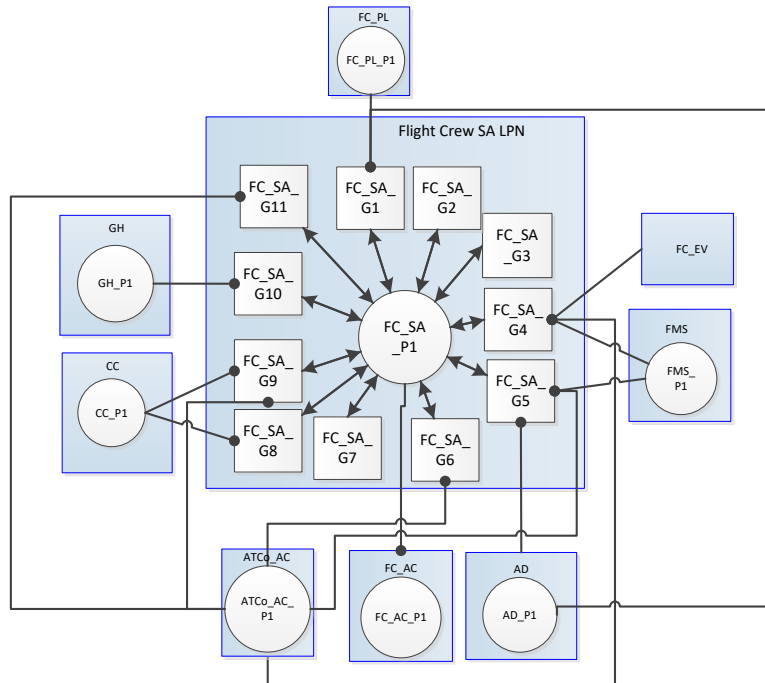 FC_PL
FC_PL_P1
Flight Crew SA LPN
FC_SA_
G11
FC_SA_
G1
FC_SA_
G2
FC_SA
_G3
GH
GH_P1
FC_SA_
G10
FC_EV
FC_SA
_P1
FC_SA_
G4
FMS
FMS_
P1
CC
CC_P1
FC_SA_
G9
FC_SA_
G5
FC_SA_
G8
FC_SA_
G7
FC_SA_
G6
ATCo_AC
ATCo_AC_
P1
FC_AC
FC_AC_P1
AD
AD_P1